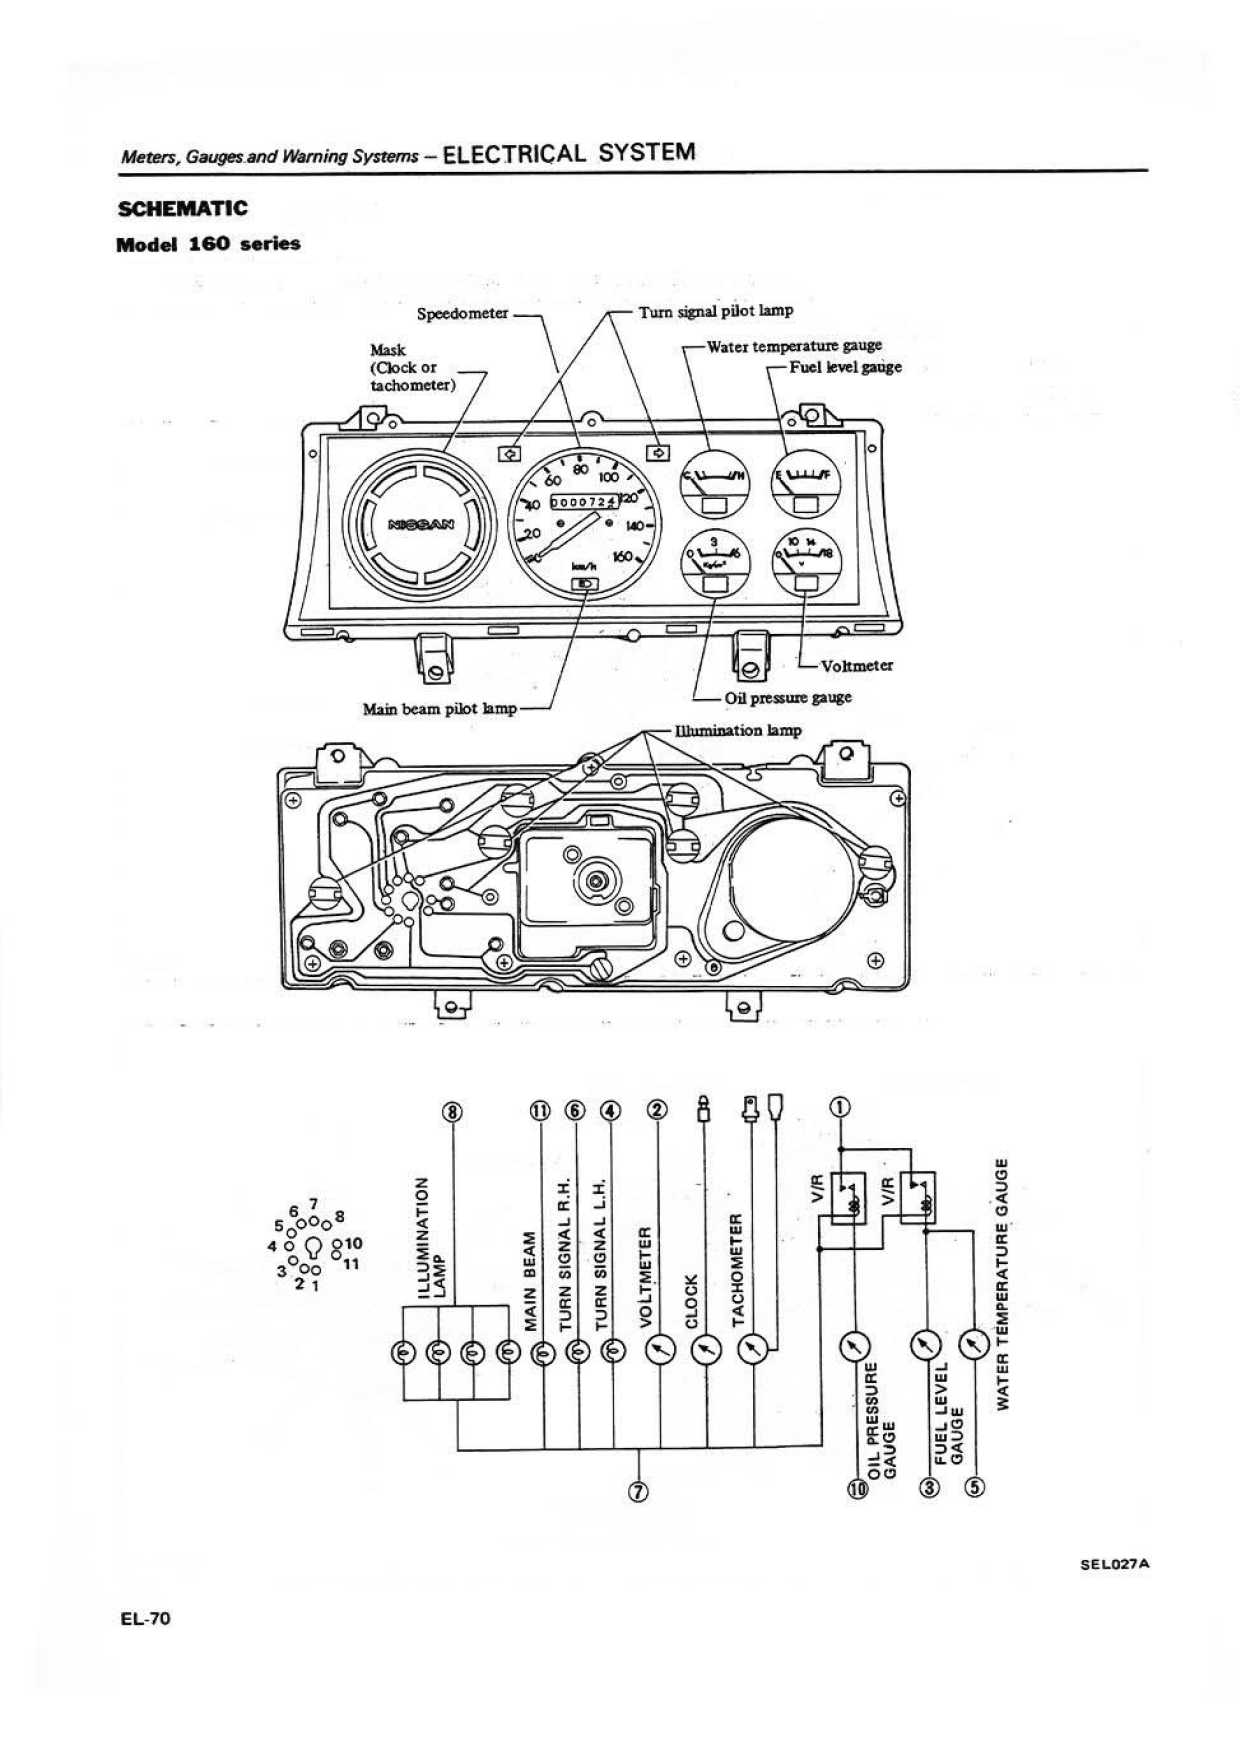 Meters, Gauges and Warning Systems – ELECTRICAL SYSTEM
SCHEMATIC
Model 160 series
Speedometer
Turn signal pilot lamp
Mask
(Clock or
tachometer)
Water temperature gauge
Fuel level gauge
NISSAN
20
40
60
80
100
120
140
160
0000724
km/h
C
H
E
F
0
3
6
Kg/cm²
0
10
14
18
V
Voltmeter
Oil pressure gauge
Main beam pilot lamp
Illumination lamp
8
11
6
4
2
1
7
6
8
5
4
10
11
3
2
1
ILLUMINATION
LAMP
MAIN BEAM
TURN SIGNAL R.H.
TURN SIGNAL L.H.
VOLTMETER
CLOCK
TACHOMETER
V/R
V/R
OIL PRESSURE
GAUGE
FUEL LEVEL
GAUGE
WATER TEMPERATURE GAUGE
7
10
3
5
SEL027A
EL-70